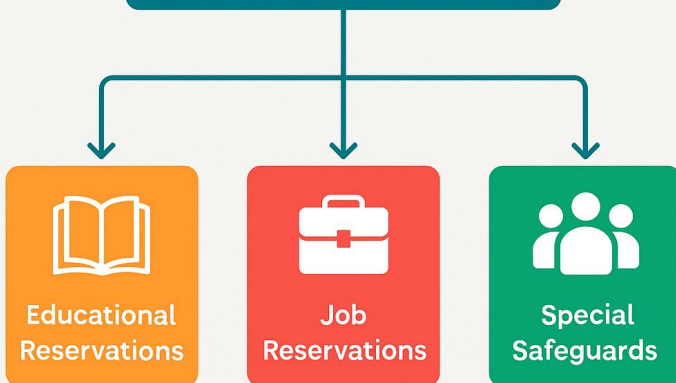 Educational
Reservations
Job
Reservations
Special
Safeguards